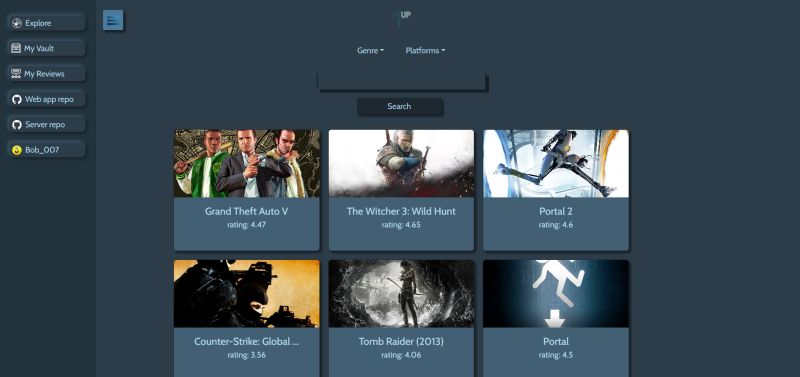 Explore
My Vault
My Reviews
Web app repo
Server repo
Bob_007
1UP
Genre
Platforms
Search
Grand Theft Auto V
rating: 4.47
The Witcher 3: Wild Hunt
rating: 4.65
Portal 2
rating: 4.6
Counter-Strike: Global ...
rating: 3.56
Tomb Raider (2013)
rating: 4.06
Portal
rating: 4.5